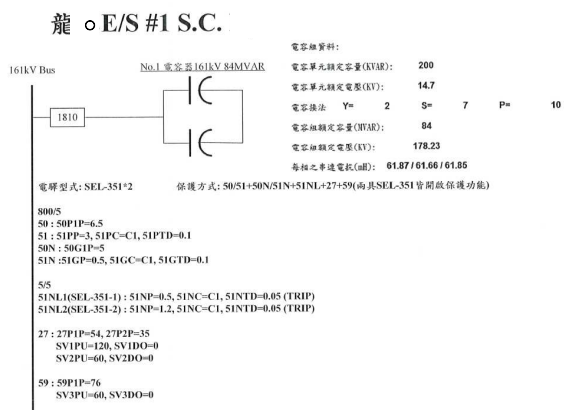 龍 。E/S #1 S.C.
電容組資料:
161kV Bus
No.1 電容器161kV 84MVAR
電容單元額定容量(KVAR): 200
電容單元額定電壓(KV): 14.7
1810
電容接法 Y= 2 S= 7 P= 10
電容組額定容量(MVAR): 84
電容組額定電壓(KV): 178.23
每相之串連電抗(mH): 61.87 / 61.66 / 61.85
電驛型式: SEL-351*2 保護方式: 50/51+50N/51N+51NL+27+59(兩具SEL-351皆開啟保護功能)
800/5
50 : 50P1P=6.5
51 : 51PP=3, 51PC=C1, 51PTD=0.1
50N : 50G1P=5
51N :51GP=0.5, 51GC=C1, 51GTD=0.1
5/5
51NL1(SEL-351-1) : 51NP=0.5, 51NC=C1, 51NTD=0.05 (TRIP)
51NL2(SEL-351-2) : 51NP=1.2, 51NC=C1, 51NTD=0.05 (TRIP)
27 : 27P1P=54, 27P2P=35
SV1PU=120, SV1DO=0
SV2PU=60, SV2DO=0
59 : 59P1P=76
SV3PU=60, SV3DO=0